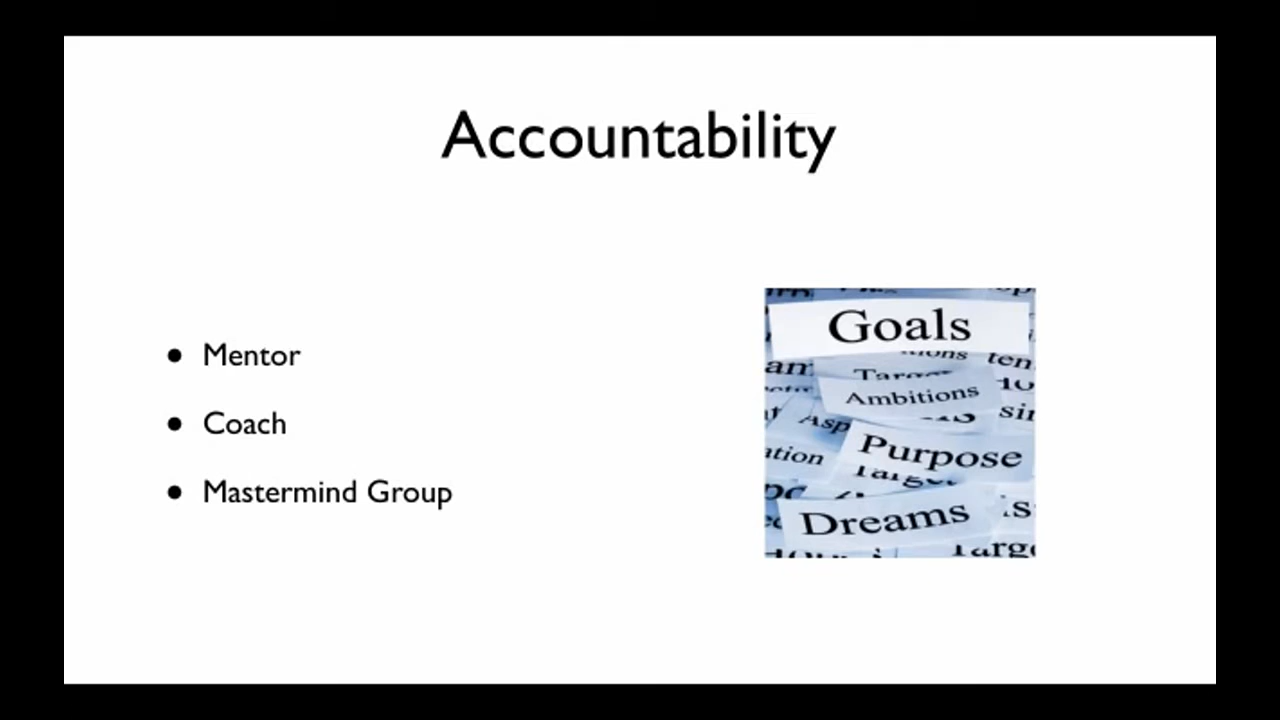 Accountability
• Mentor
• Coach
• Mastermind Group
Goals
Ambitions
Purpose
Dreams